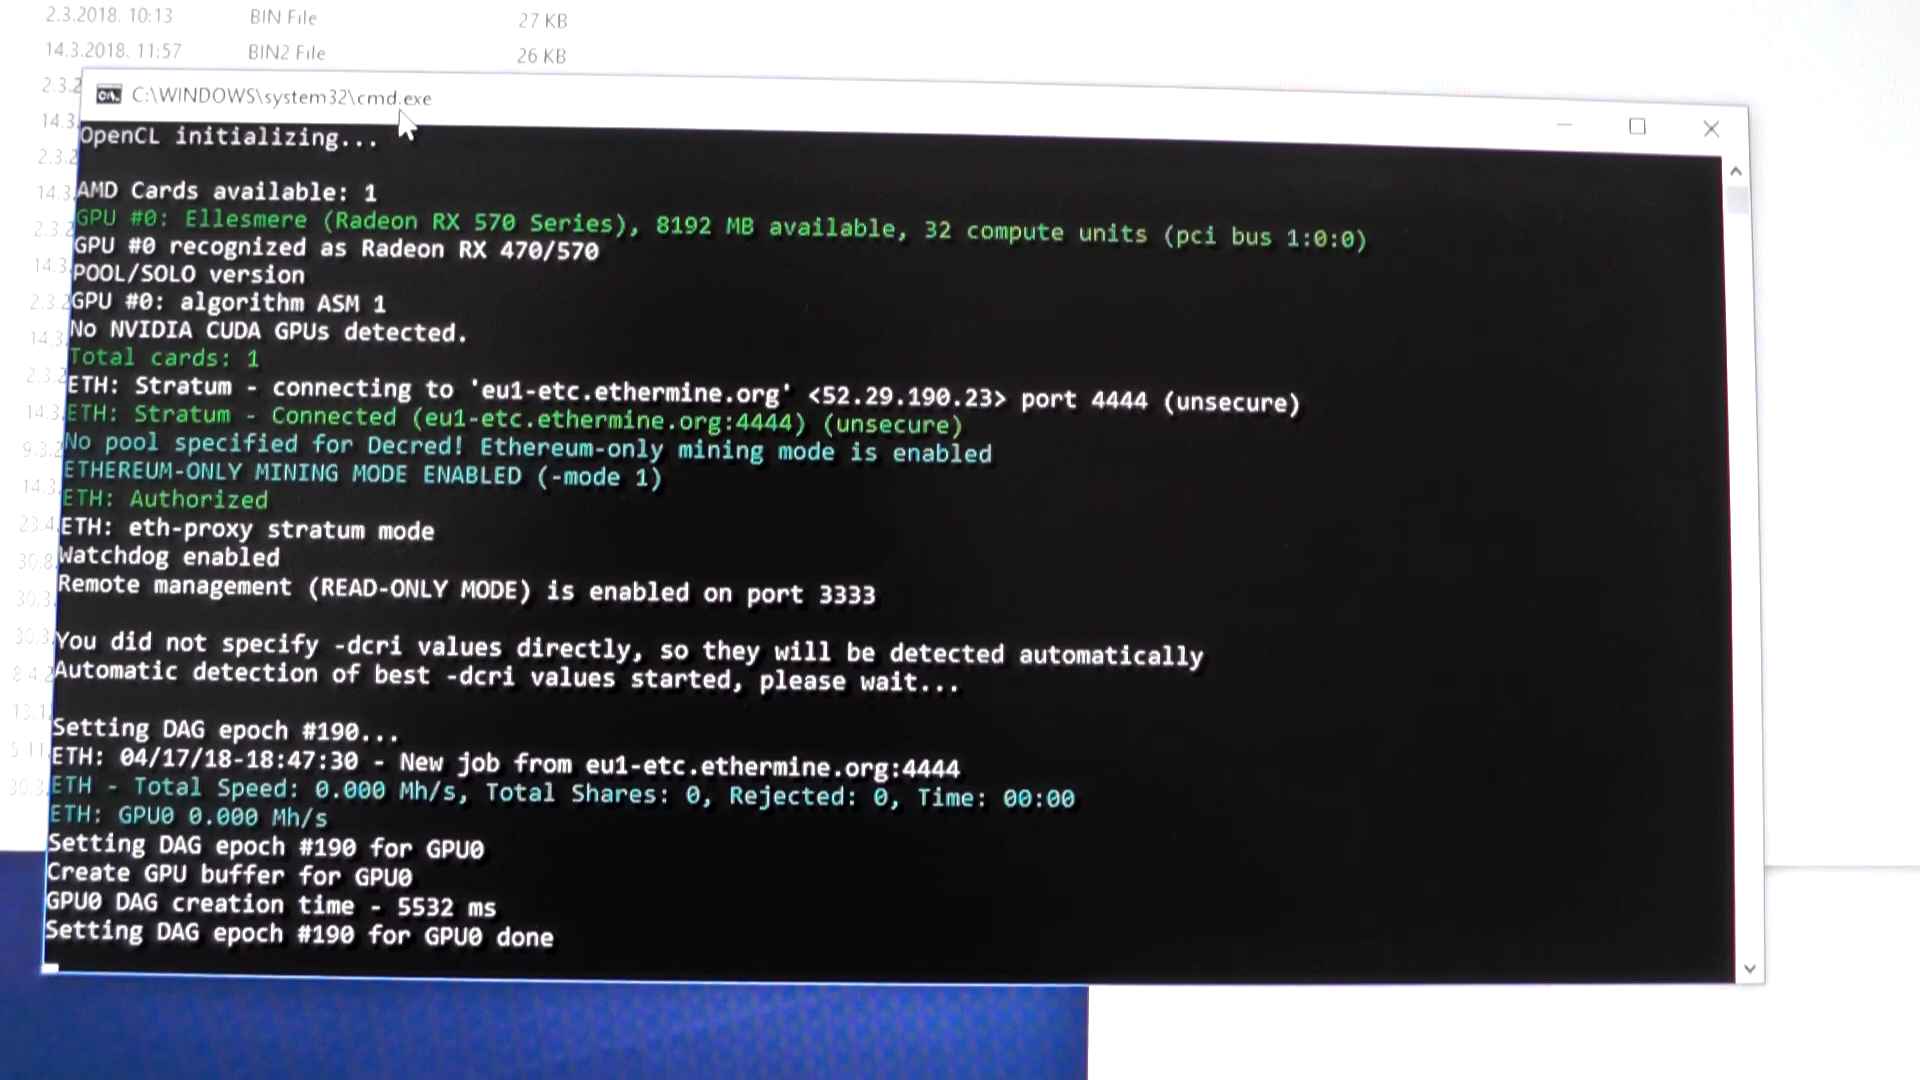 2.3.2018. 10:13 BIN File 27 KB
14.3.2018. 11:57 BIN2 File 26 KB
C:\WINDOWS\system32\cmd.exe
OpenCL initializing...
AMD Cards available: 1
GPU #0: Ellesmere (Radeon RX 570 Series), 8192 MB available, 32 compute units (pci bus 1:0:0)
GPU #0 recognized as Radeon RX 470/570
POOL/SOLO version
GPU #0: algorithm ASM 1
No NVIDIA CUDA GPUs detected.
Total cards: 1
ETH: Stratum - connecting to 'eu1-etc.ethermine.org' <52.29.190.23> port 4444 (unsecure)
ETH: Stratum - Connected (eu1-etc.ethermine.org:4444) (unsecure)
No pool specified for Decred! Ethereum-only mining mode is enabled
ETHEREUM-ONLY MINING MODE ENABLED (-mode 1)
ETH: Authorized
ETH: eth-proxy stratum mode
Watchdog enabled
Remote management (READ-ONLY MODE) is enabled on port 3333
You did not specify -dcri values directly, so they will be detected automatically
Automatic detection of best -dcri values started, please wait...
Setting DAG epoch #190...
ETH: 04/17/18-18:47:30 - New job from eu1-etc.ethermine.org:4444
ETH - Total Speed: 0.000 Mh/s, Total Shares: 0, Rejected: 0, Time: 00:00
ETH: GPU0 0.000 Mh/s
Setting DAG epoch #190 for GPU0
Create GPU buffer for GPU0
GPU0 DAG creation time - 5532 ms
Setting DAG epoch #190 for GPU0 done